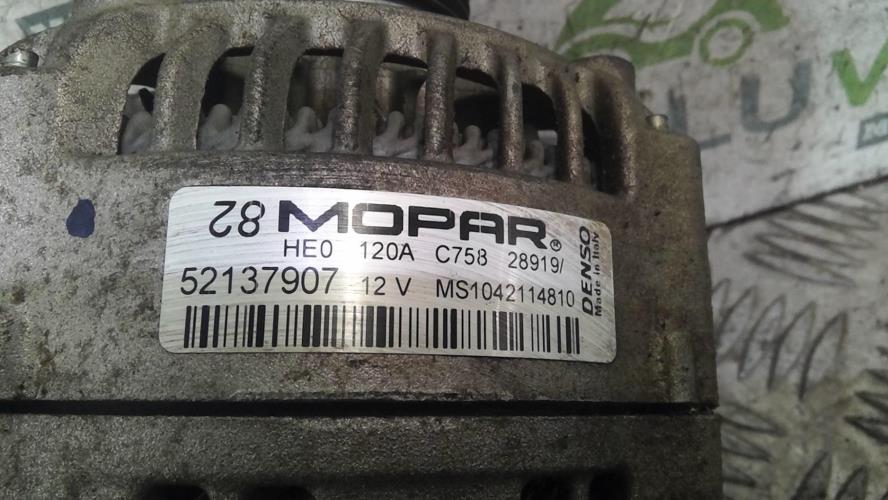 82 MOPAR®
HE0 120A C758 28919/
52137907 12 V MS1042114810
DENSO
Made in Italy